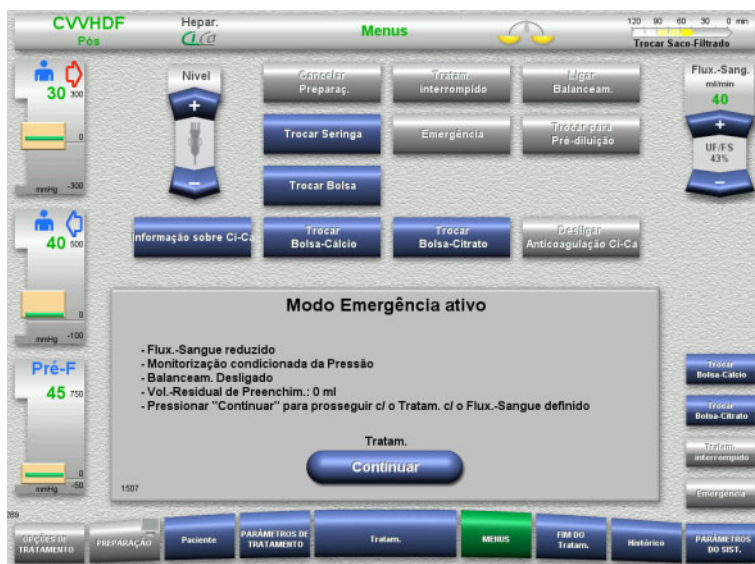 CVVHDF
Pós
Hepar.
CiCa
Menus
120 90 60 30 0 min
Trocar Saco-Filtrado
30
300
0
mmHg -300
40
500
0
mmHg -100
Pré-F
45
750
0
mmHg -50
Nível
Cancelar
Preparaç.
Tratam.
interrompido
Ligar
Balanceam.
Trocar Seringa
Emergência
Trocar para
Pré-diluição
Trocar Bolsa
Informação sobre Ci-Ca
Trocar
Bolsa-Cálcio
Trocar
Bolsa-Citrato
Desligar
Anticoagulação Ci-Ca
Flux.-Sang.
ml/min
40
UF/FS
43%
Modo Emergência ativo
- Flux.-Sangue reduzido
- Monitorização condicionada da Pressão
- Balanceam. Desligado
- Vol.-Residual de Preenchim.: 0 ml
- Pressionar "Continuar" para prosseguir c/ o Tratam. c/ o Flux.-Sangue definido
Tratam.
Continuar
1507
Trocar
Bolsa-Cálcio
Trocar
Bolsa-Citrato
Tratam.
interrompido
Emergência
289
OPÇÕES DE
TRATAMENTO
PREPARAÇÃO
Paciente
PARÂMETROS DE
TRATAMENTO
Tratam.
MENUS
FIM DO
Tratam.
Histórico
PARÂMETROS
DO SIST.